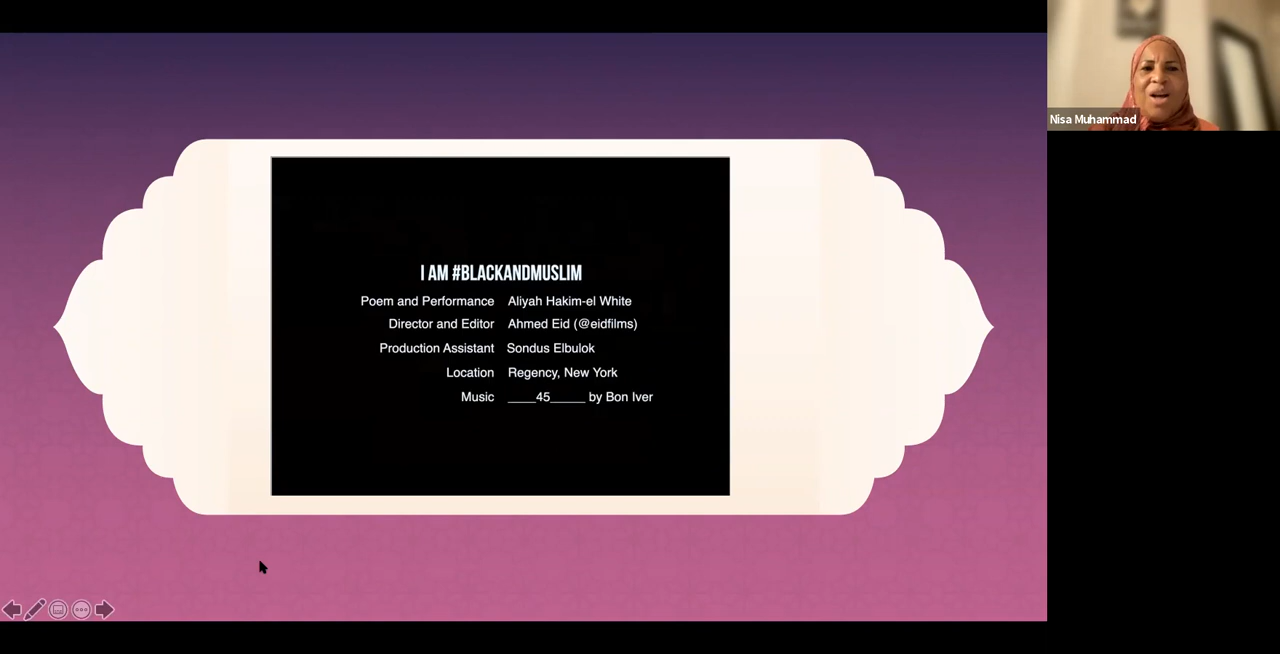 I AM #BLACKANDMUSLIM
Poem and Performance Aliyah Hakim-el White
Director and Editor Ahmed Eid (@eidfilms)
Production Assistant Sondus Elbulok
Location Regency, New York
Music ____45_____ by Bon Iver
Nisa Muhammad